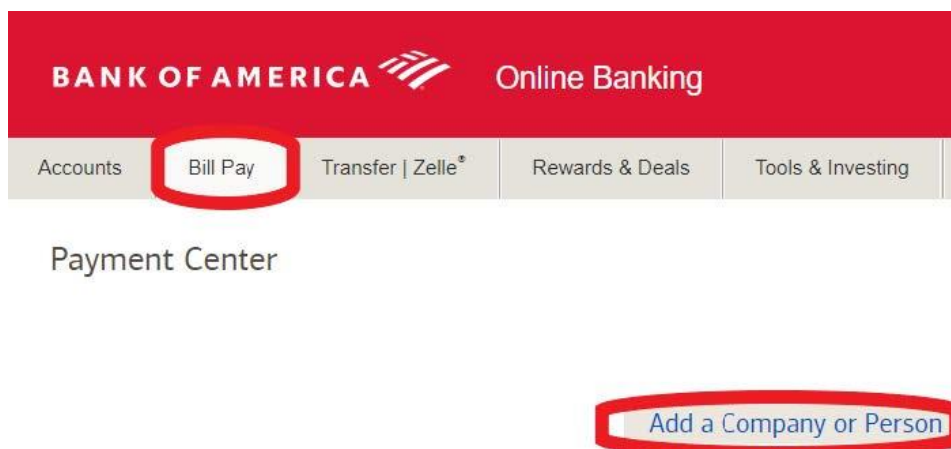 BANK OF AMERICA Online Banking
Accounts Bill Pay Transfer | Zelle® Rewards & Deals Tools & Investing
Payment Center
Add a Company or Person